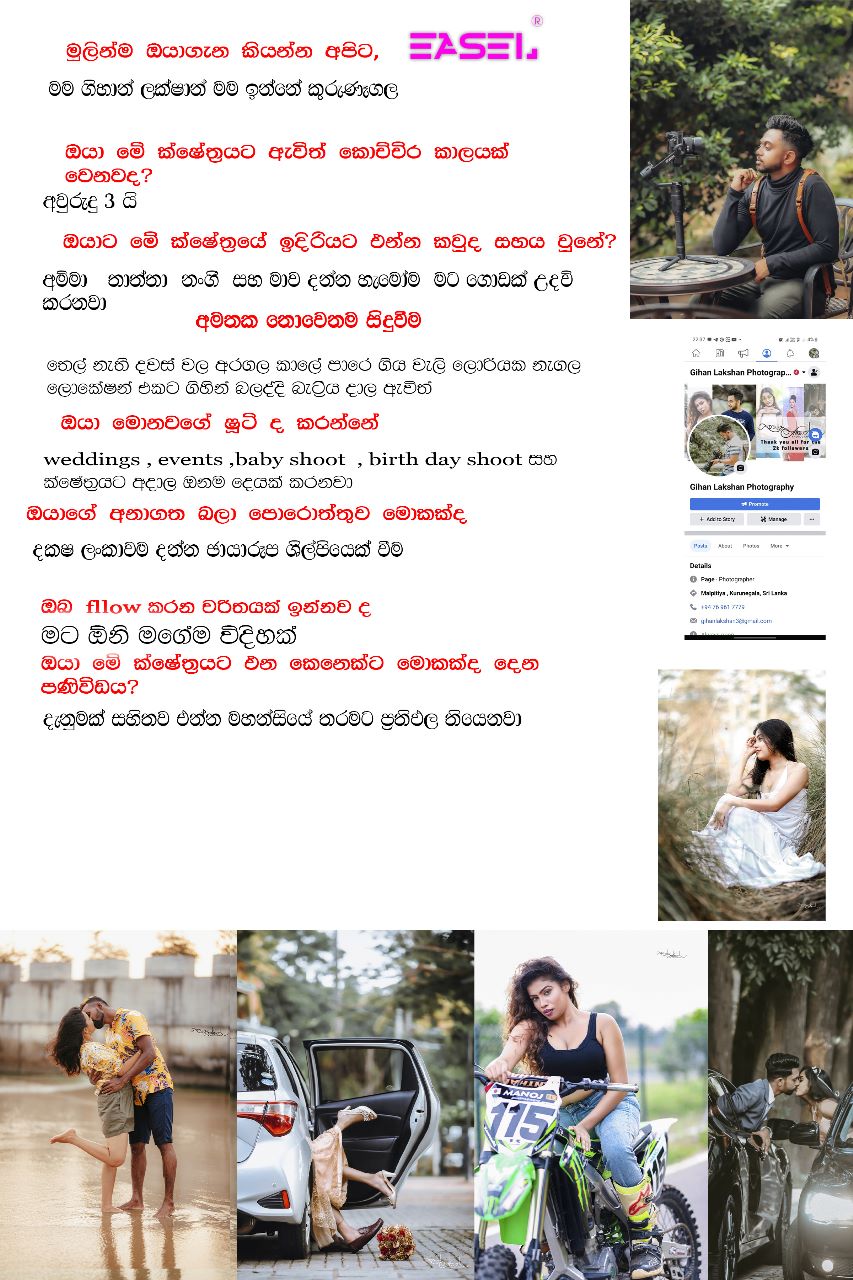 EASEL ®
මුලින්ම ඔයාගැන කියන්න අපිට,
මම ගිහාන් ලක්ෂාන් මම ඉන්නේ කුරුණෑගල
ඔයා මේ ක්ෂේත්‍රයට ඇවිත් කොච්චිර කාලයක්
වෙනවද?
අවුරුදු 3 යි
ඔයාට මේ ක්ෂේත්‍රයේ ඉදිරියට එන්න කවුද සහය වුනේ?
අම්මා තාත්තා නංගී සහ මාව දන්න හැමෝම මට ගොඩක් උදව්
කරනවා
අමතක නොවෙනම සිදුවීම
තෙල් නැති දවස් වල අරගල කාලේ පාරෙ ගිය වැලි ලොරියක නැගල
ලොකේෂන් එකට ගිහින් බලද්දි බැට්‍රිය දාල ඇවිත්
ඔයා මොනවගේ ෂූට් ද කරන්නේ
weddings , events ,baby shoot , birth day shoot සහ
ක්ෂේත්‍රයට අදාල ඔනම දෙයක් කරනවා
ඔයාගේ අනාගත බලා පොරොත්තුව මොකක්ද
දක්ෂ ලංකාවම දන්න ඡායාරූප ශිල්පියෙක් වීම
ඔබ fllow කරන චරිතයක් ඉන්නව ද
මට ඕනි මගේම විදිහක්
ඔයා මේ ක්ෂේත්‍රයට එන කෙනෙක්ට මොකක්ද දෙන
පණිවිඩය?
දැනුමක් සහිතව එන්න මහන්සියේ තරමට ප්‍රතිඵල තියෙනවා
22:57
Gihan Lakshan Photograp...
Thank you all for the
2k followers
Gihan Lakshan Photography
Promote
+ Add to Story
Manage
Posts About Photos More
Details
Page · Photographer
Malpitiya , Kurunegala, Sri Lanka
+94 76 961 7779
gihanlakshan3@gmail.com
MANOJ
115